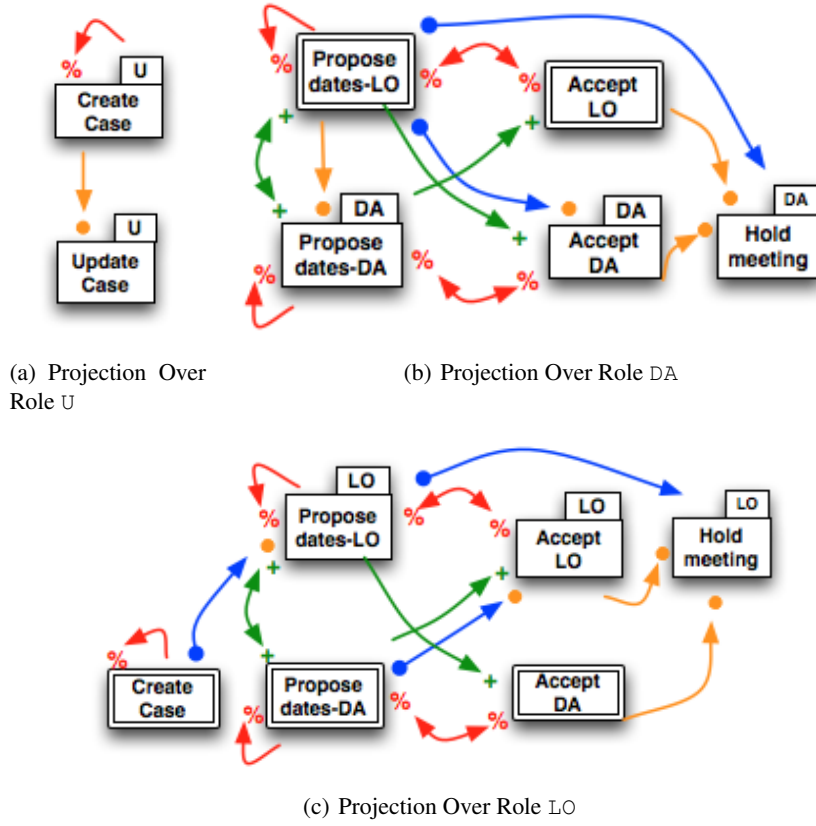 %
U
Create
Case
U
Update
Case
(a) Projection Over
Role U
Propose
dates-LO
%
%
%
Accept
LO
+
+
+
DA
Propose
dates-DA
%
%
+
DA
Accept
DA
%
DA
Hold
meeting
(b) Projection Over Role DA
LO
Propose
dates-LO
%
%
%
LO
Accept
LO
LO
Hold
meeting
+
+
+
%
Create
Case
Propose
dates-DA
%
%
+
%
Accept
DA
(c) Projection Over Role LO